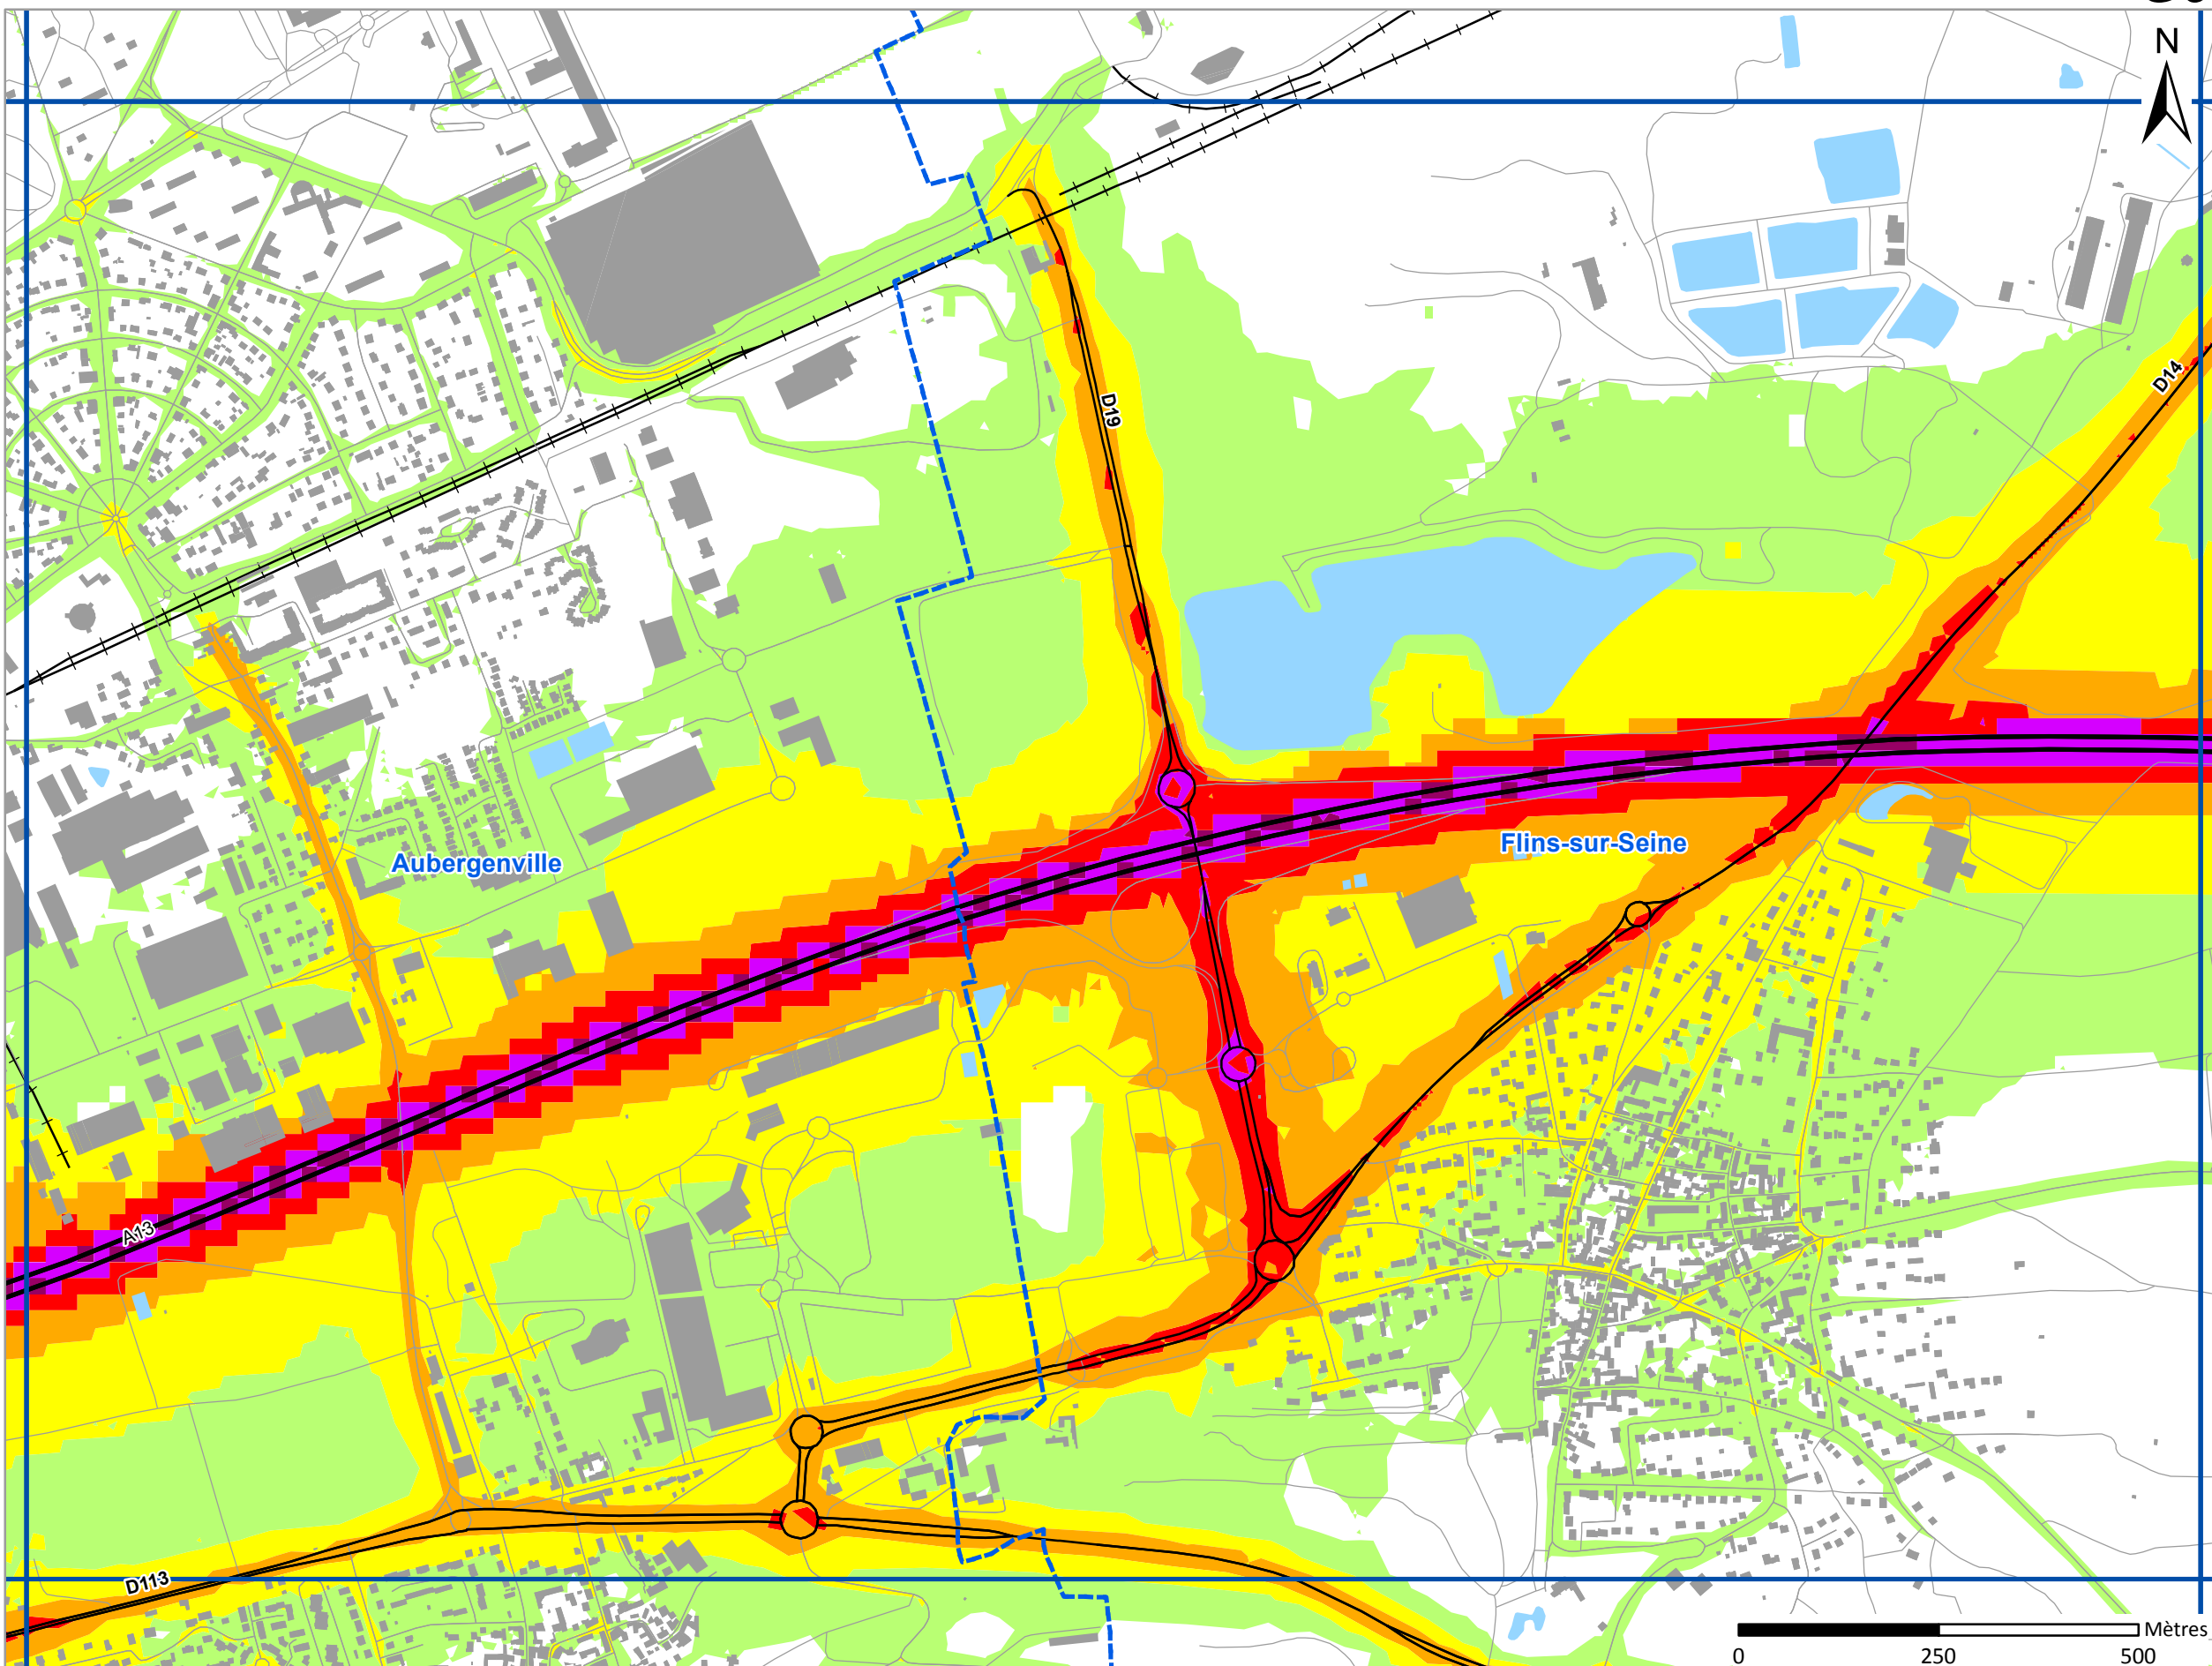 N
D14
D19
Flins-sur-Seine
Aubergenville
A13
D113
Mètres
0 250 500